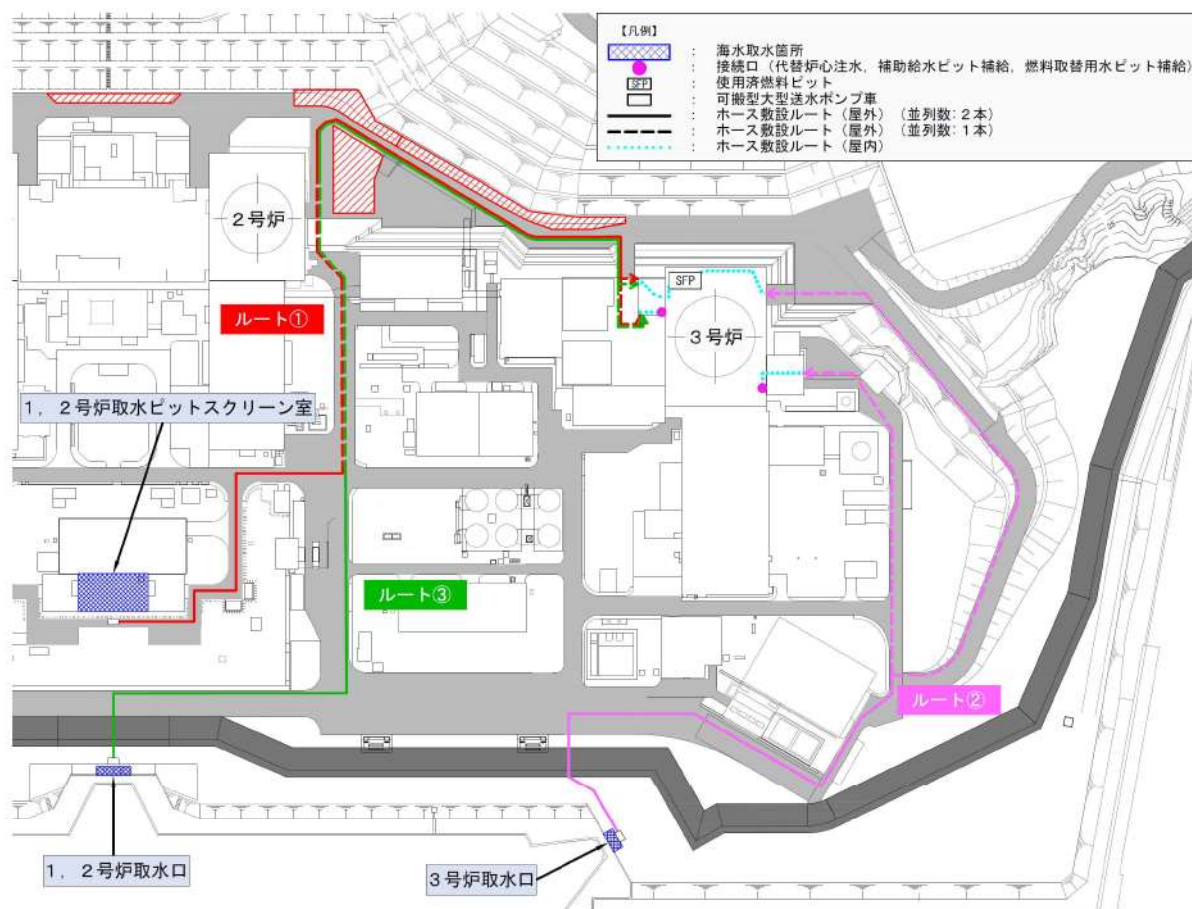 【凡例】
： 海水取水箇所
： 接続口（代替炉心注水，補助給水ピット補給，燃料取替用水ピット補給）
SFP ： 使用済燃料ピット
： 可搬型大型送水ポンプ車
： ホース敷設ルート（屋外）（並列数：２本）
： ホース敷設ルート（屋外）（並列数：１本）
： ホース敷設ルート（屋内）
２号炉
SFP
ルート①
３号炉
１，２号炉取水ピットスクリーン室
ルート③
ルート②
１，２号炉取水口
３号炉取水口